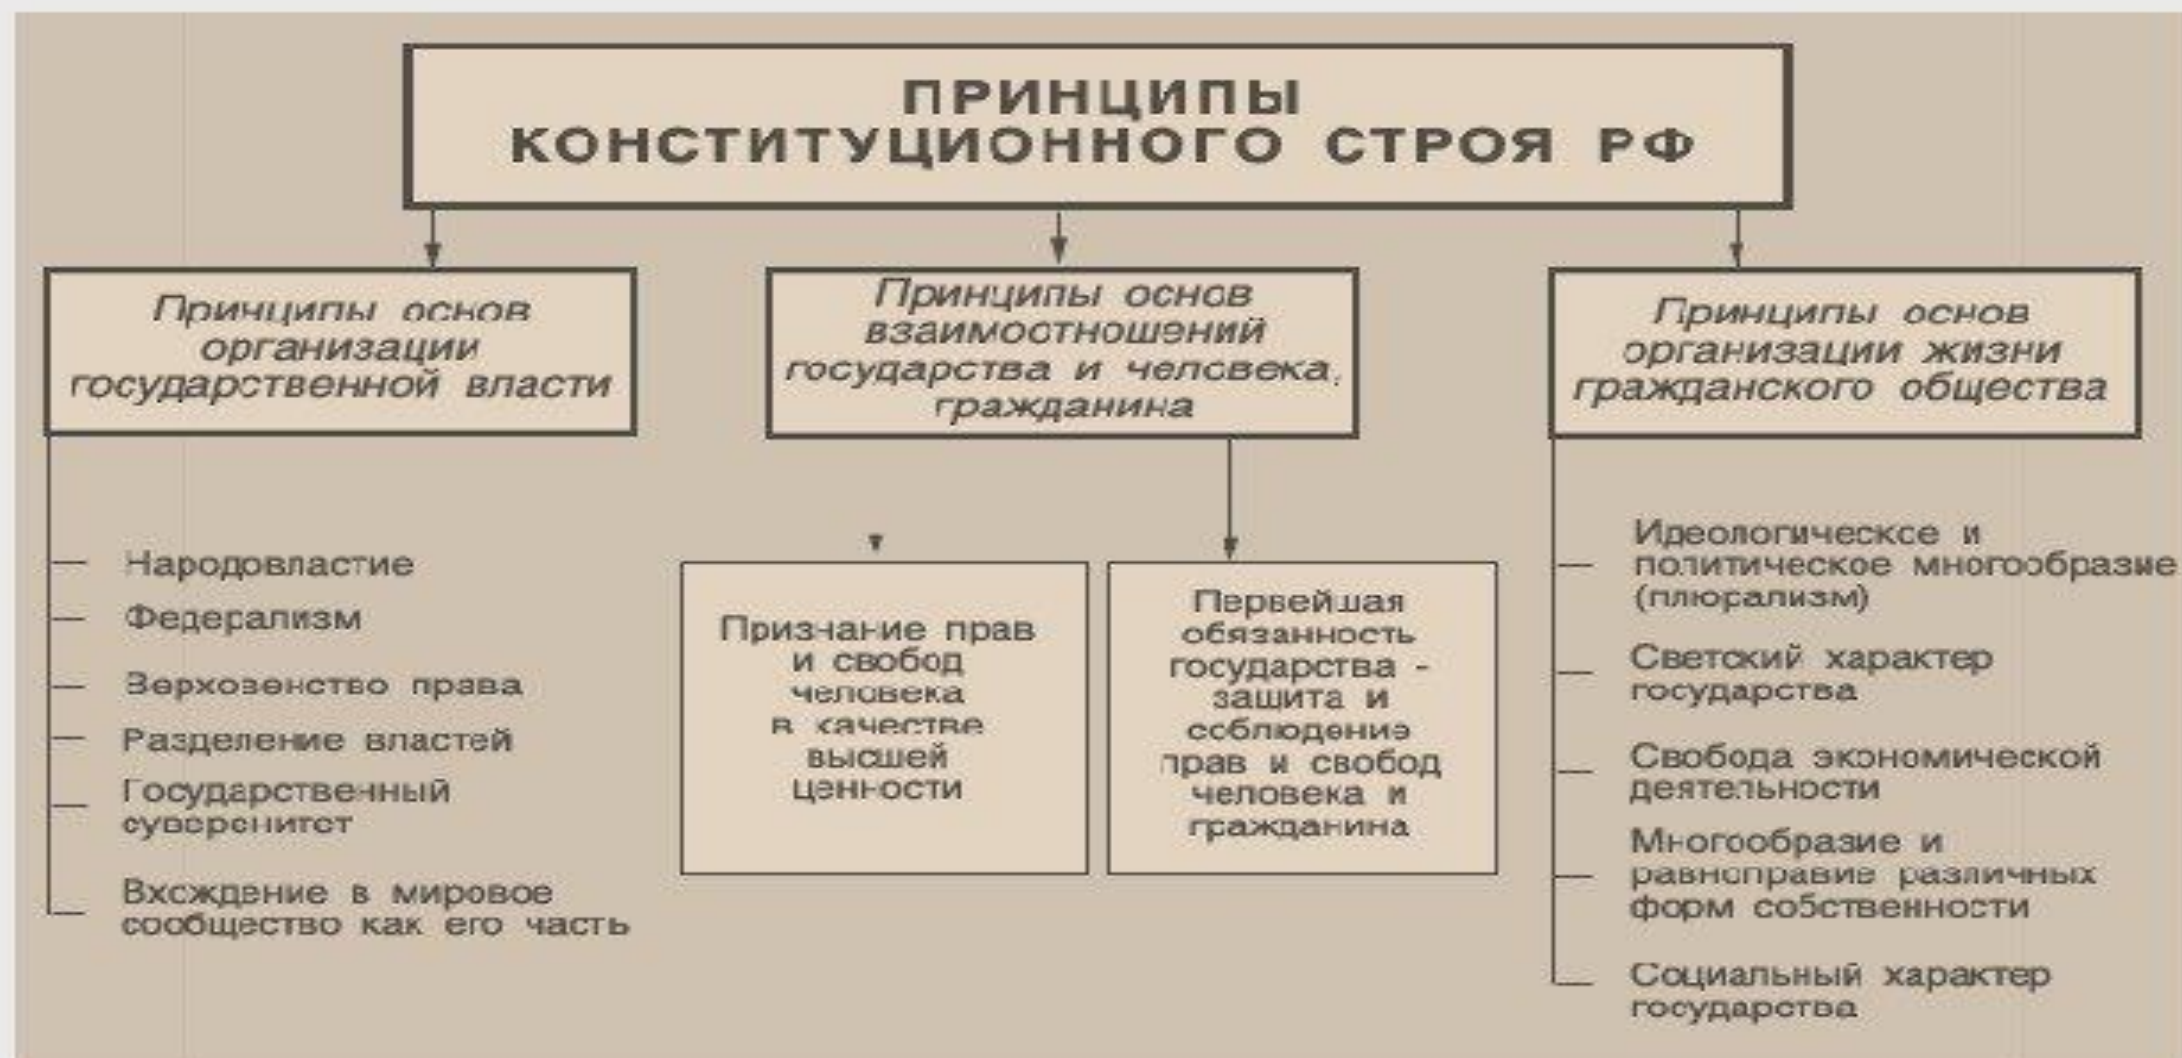 ПРИНЦИПЫ
КОНСТИТУЦИОННОГО СТРОЯ РФ
Принципы основ
организации
государственной власти
Принципы основ
взаимоотношений
государства и человека,
гражданина
Принципы основ
организации жизни
гражданского общества
Народовластие
Федерализм
Верховенство права
Разделение властей
Государственный
суверенитет
Вхождение в мировое
сообщество как его часть
Признание прав
и свобод
человека
в качестве
высшей
ценности
Первейшая
обязанность
государства -
защита и
соблюдение
прав и свобод
человека и
гражданина
Идеологическое и
политическое многообразие
(плюрализм)
Светский характер
государства
Свобода экономической
деятельности
Многообразие и
равноправие различных
форм собственности
Социальный характер
государства